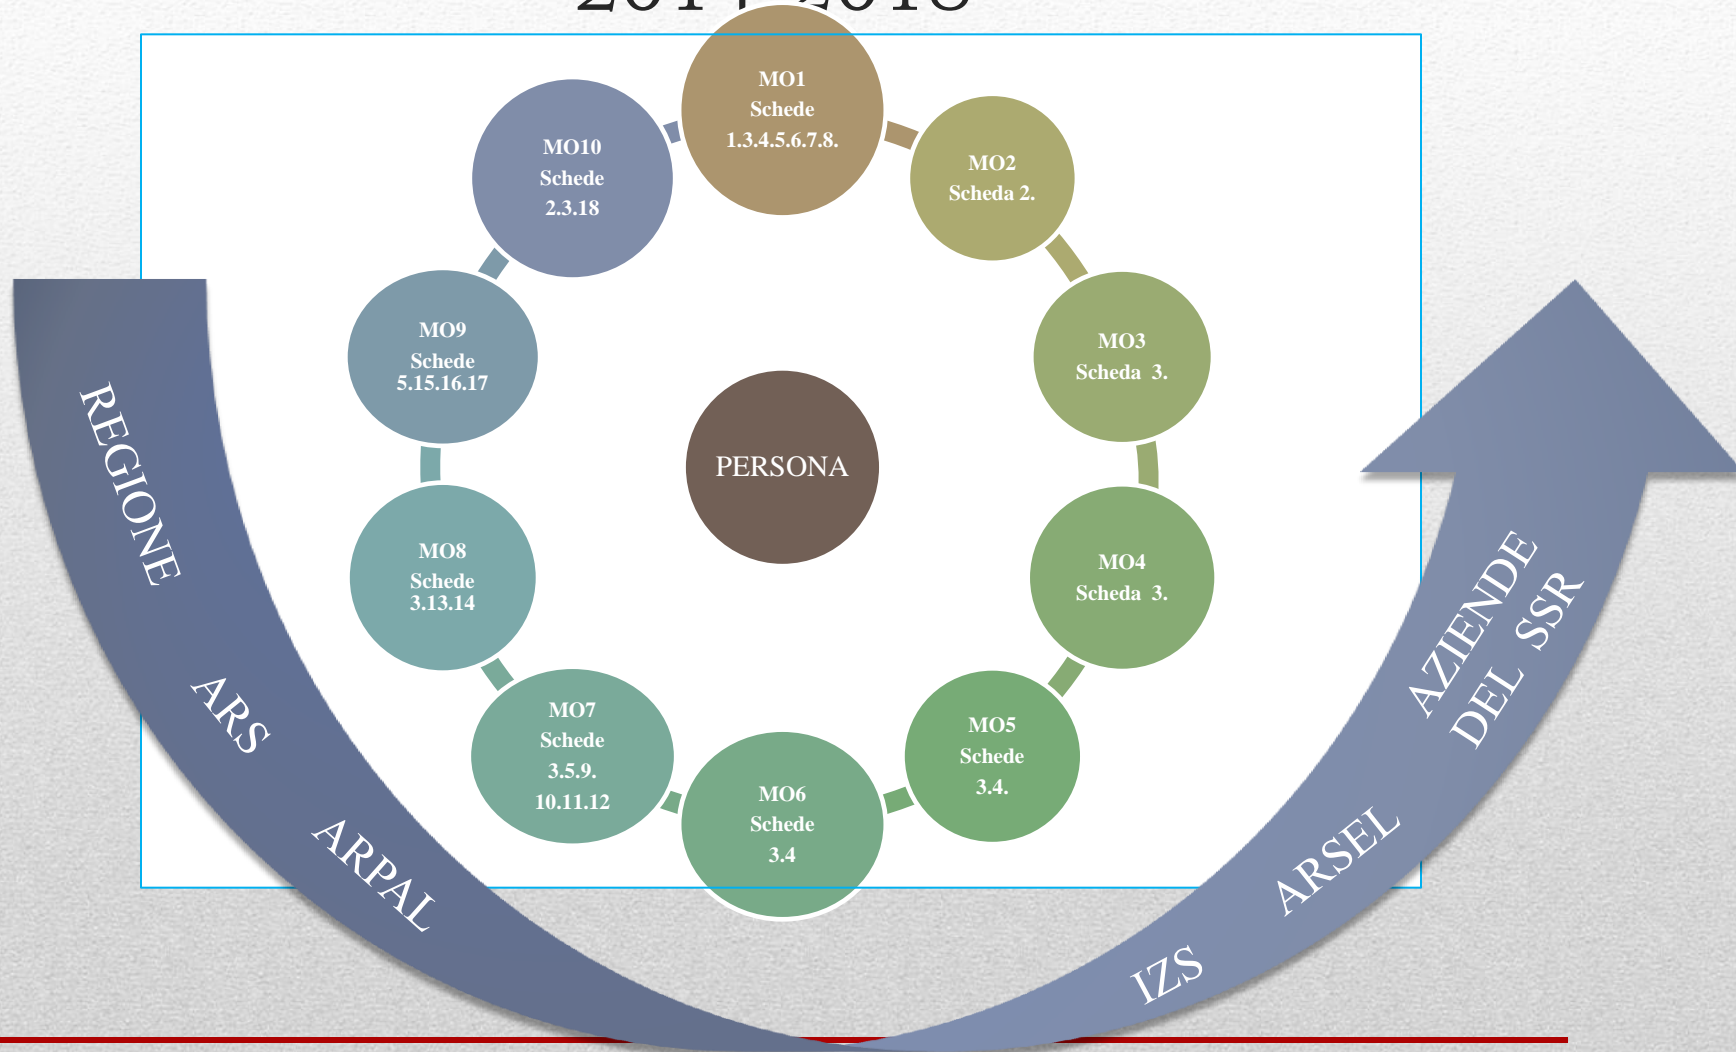 MO1
Schede
1.3.4.5.6.7.8.
MO2
Scheda 2.
MO3
Scheda 3.
MO4
Scheda 3.
MO5
Schede
3.4.
MO6
Schede
3.4
MO7
Schede
3.5.9.
10.11.12
MO8
Schede
3.13.14
MO9
Schede
5.15.16.17
MO10
Schede
2.3.18
PERSONA
REGIONE
ARS
ARPAL
IZS
ARSEL
AZIENDE
DEL SSR